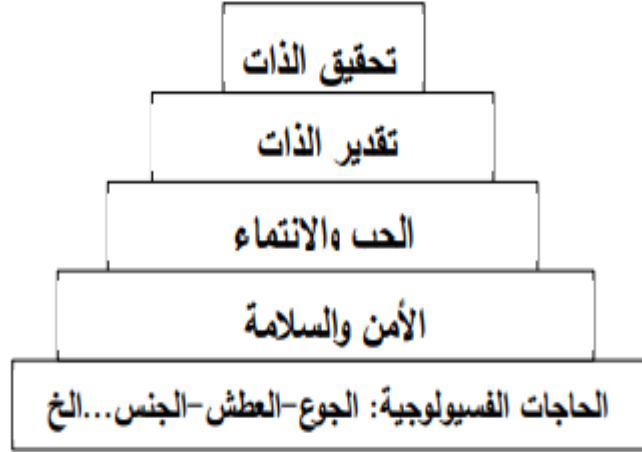 تحقيق الذات
تقدير الذات
الحب والانتماء
الأمن والسلامة
الحاجات الفسيولوجية: الجوع-العطش-الجنس...الخ